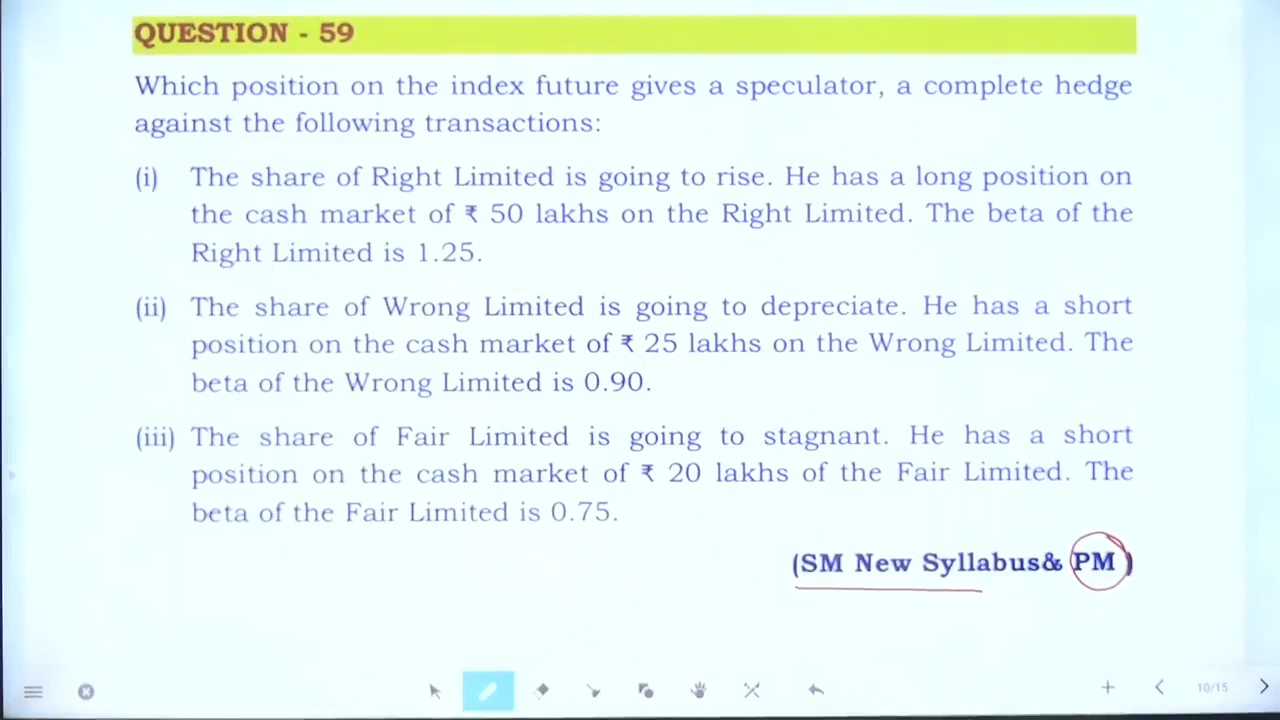 QUESTION - 59
Which position on the index future gives a speculator, a complete hedge
against the following transactions:
(i) The share of Right Limited is going to rise. He has a long position on
the cash market of ₹ 50 lakhs on the Right Limited. The beta of the
Right Limited is 1.25.
(ii) The share of Wrong Limited is going to depreciate. He has a short
position on the cash market of ₹ 25 lakhs on the Wrong Limited. The
beta of the Wrong Limited is 0.90.
(iii) The share of Fair Limited is going to stagnant. He has a short
position on the cash market of ₹ 20 lakhs of the Fair Limited. The
beta of the Fair Limited is 0.75.
(SM New Syllabus& PM )
10/15